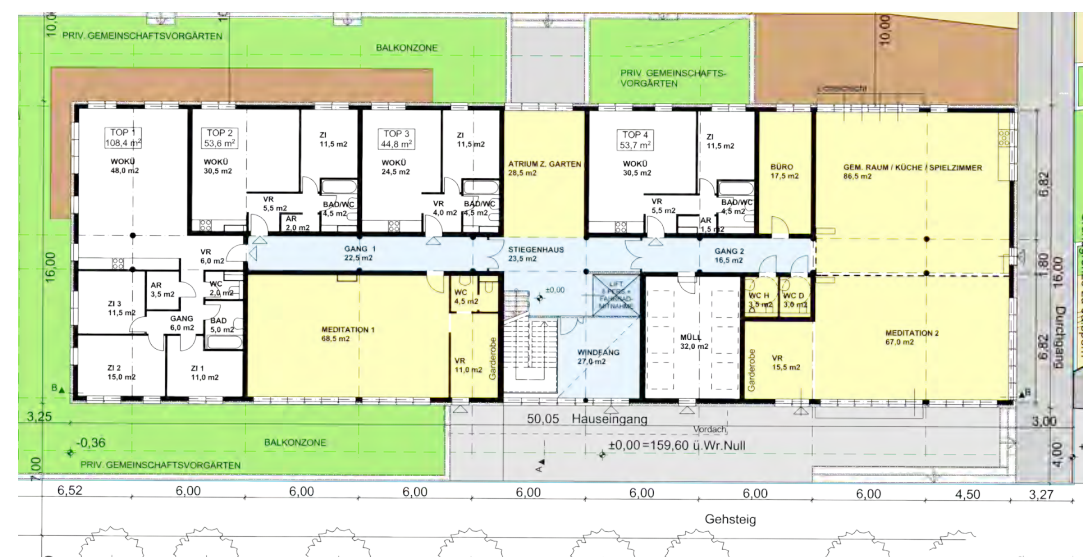 10,00
10,00
PRIV. GEMEINSCHAFTSVORGÄRTEN
BALKONZONE
PRIV. GEMEINSCHAFTS-
VORGÄRTEN
TOP 1
108,4 m2
WOKÜ
48,0 m2
TOP 2
53,6 m2
WOKÜ
30,5 m2
ZI
11,5 m2
TOP 3
44,8 m2
WOKÜ
24,5 m2
ZI
11,5 m2
ATRIUM Z. GARTEN
28,5 m2
TOP 4
53,7 m2
WOKÜ
30,5 m2
ZI
11,5 m2
BÜRO
17,5 m2
GEM. RAUM / KÜCHE / SPIELZIMMER
86,5 m2
6,82
VR
5,5 m2
BAD/WC
4,5 m2
AR
2,0 m2
VR
4,0 m2
BAD/WC
4,5 m2
VR
5,5 m2
BAD/WC
4,5 m2
AR
1,5 m2
VR
6,0 m2
GANG 1
22,5 m2
STIEGENHAUS
23,5 m2
GANG 2
16,5 m2
16,00
1,80
16,00
Durchgang
AR
3,5 m2
WC
2,0 m2
ZI 3
11,5 m2
GANG
6,0 m2
BAD
5,0 m2
WC
4,5 m2
±0,00
LIFT
WC H
3,5 m2
WC D
3,0 m2
MEDITATION 1
68,5 m2
MÜLL
32,0 m2
MEDITATION 2
67,0 m2
6,82
WINDFANG
27,0 m2
VR
11,0 m2
Garderobe
Garderobe
VR
15,5 m2
ZI 2
15,0 m2
ZI 1
11,0 m2
B
B
3,25
50,05
Hauseingang
3,00
Vordach
-0,36
BALKONZONE
±0,00 =159,60 ü.Wr.Null
4,00
A
PRIV. GEMEINSCHAFTSVORGÄRTEN
7,00
6,52
6,00
6,00
6,00
6,00
6,00
6,00
6,00
4,50
3,27
Gehsteig